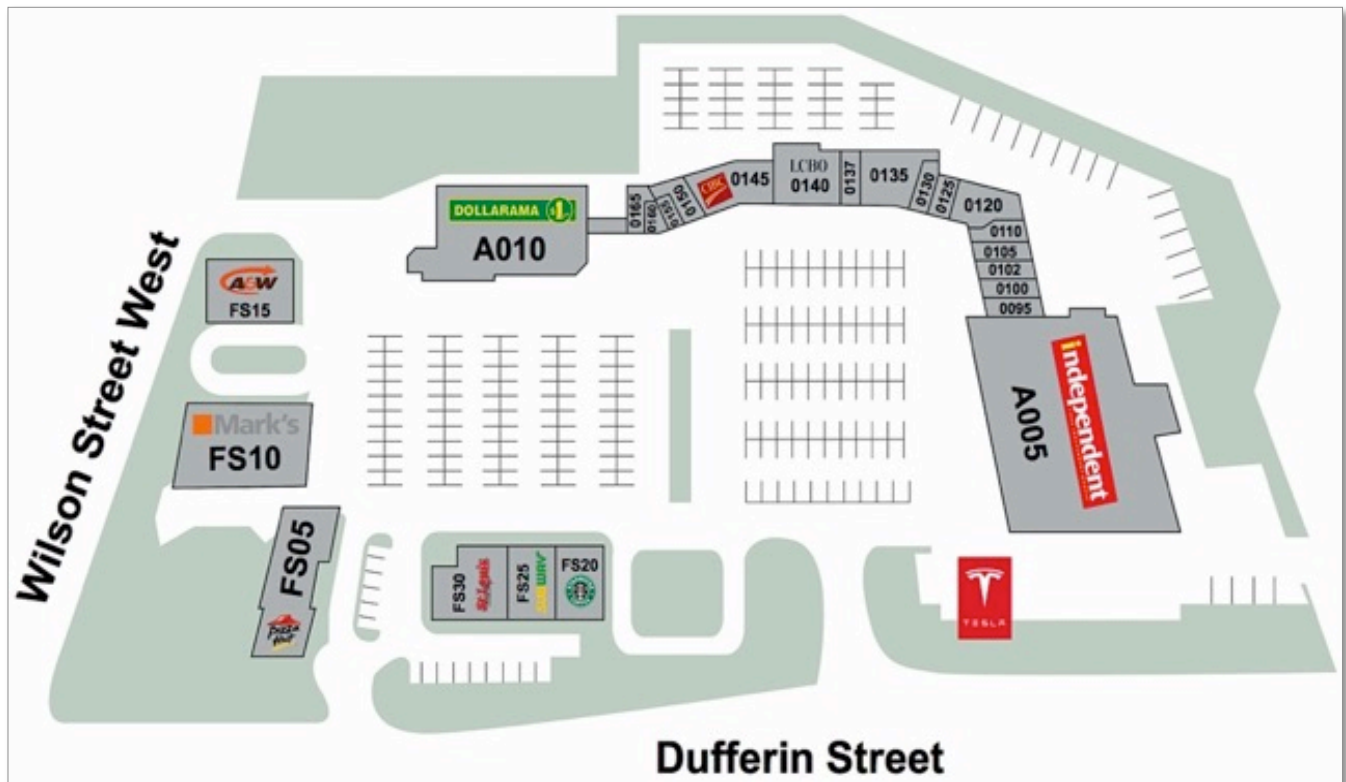 LCBO
0140
0137
0135
0130
0125
0120
0145
CIBC
0150
0155
0160
0165
0110
0105
0102
0100
0095
DOLLARAMA
A010
A&W
FS15
Mark's
FS10
Wilson Street West
independent
A005
FS05
Pizza
Hut
FS30
St.Louis
FS25
SUBWAY
FS20
TESLA
Dufferin Street